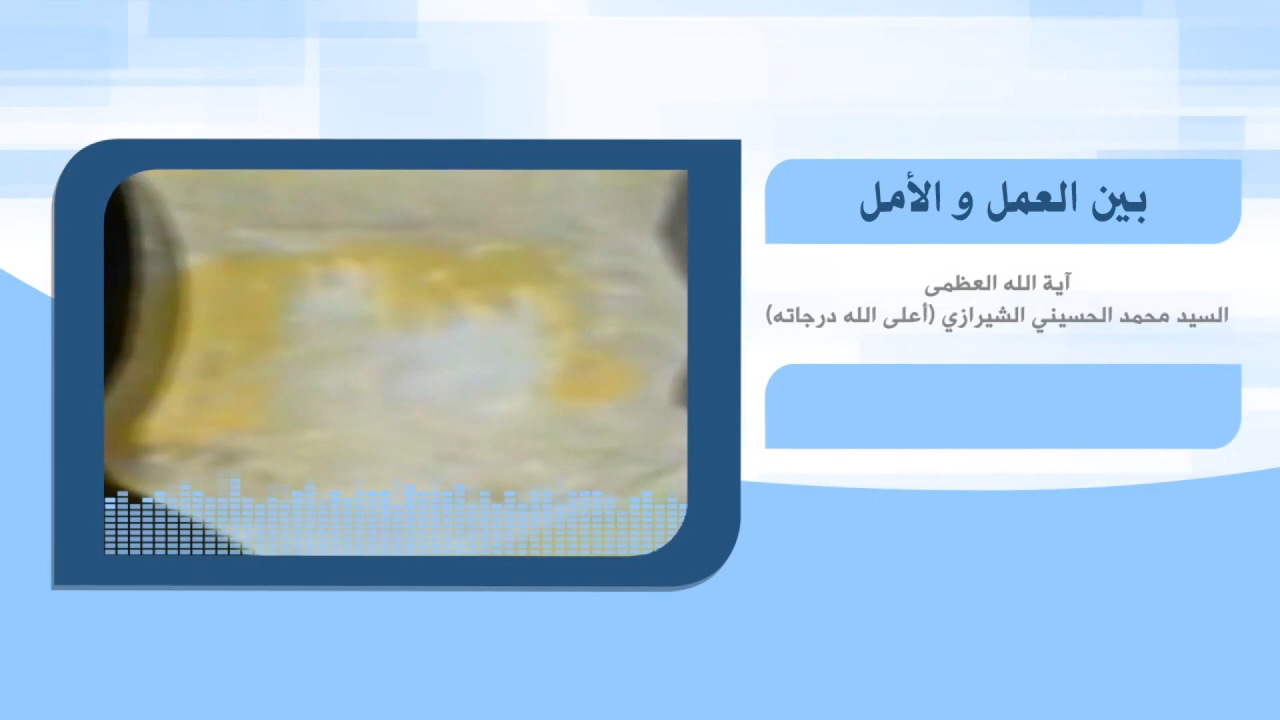 بين العمل و الأمل
آية الله العظمى
السيد محمد الحسيني الشيرازي (أعلى الله درجاته)